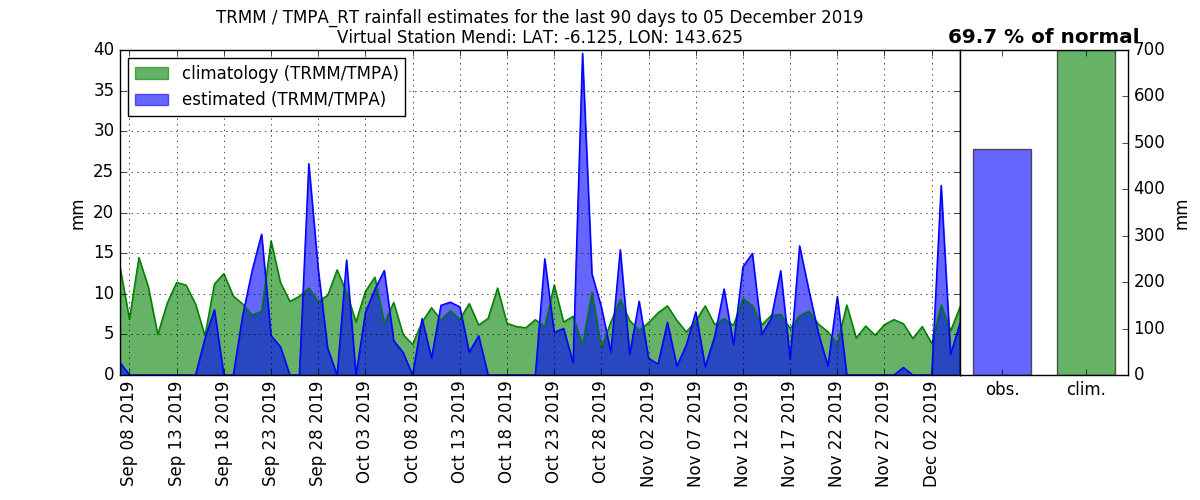 TRMM / TMPA_RT rainfall estimates for the last 90 days to 05 December 2019
Virtual Station Mendi: LAT: -6.125, LON: 143.625
69.7 % of normal
climatology (TRMM/TMPA)
estimated (TRMM/TMPA)
mm
40
35
30
25
20
15
10
5
0
Sep 08 2019
Sep 13 2019
Sep 18 2019
Sep 23 2019
Sep 28 2019
Oct 03 2019
Oct 08 2019
Oct 13 2019
Oct 18 2019
Oct 23 2019
Oct 28 2019
Nov 02 2019
Nov 07 2019
Nov 12 2019
Nov 17 2019
Nov 22 2019
Nov 27 2019
Dec 02 2019
obs.
clim.
700
600
500
400
300
200
100
0
mm